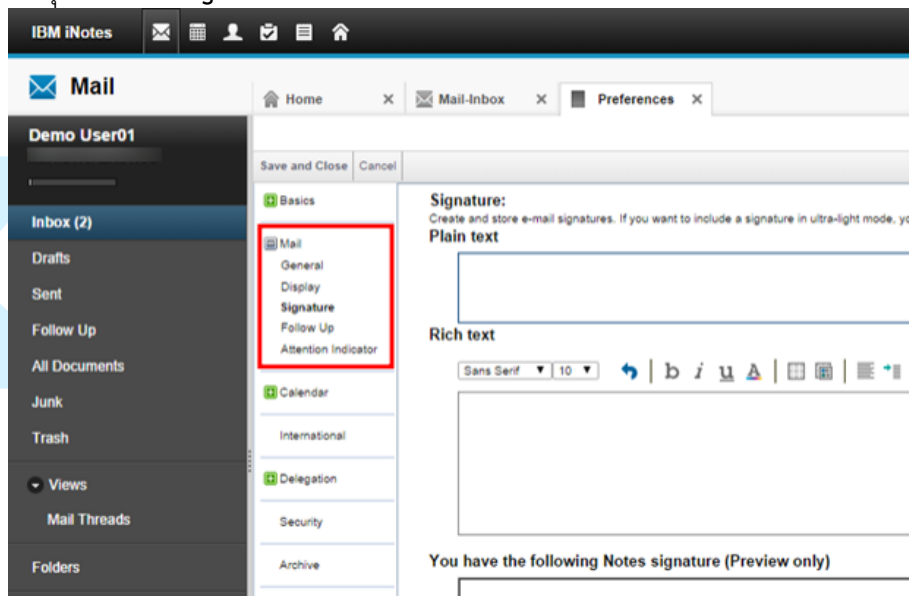 IBM iNotes
Mail
Home X Mail-Inbox X Preferences X
Demo User01
Save and Close Cancel
Inbox (2)
Drafts
Sent
Follow Up
All Documents
Junk
Trash
Views
Mail Threads
Folders
Basics
Mail
General
Display
Signature
Follow Up
Attention Indicator
Calendar
International
Delegation
Security
Archive
Signature:
Create and store e-mail signatures. If you want to include a signature in ultra-light mode,
Plain text
Rich text
Sans Serif 10 b i u A
You have the following Notes signature (Preview only)